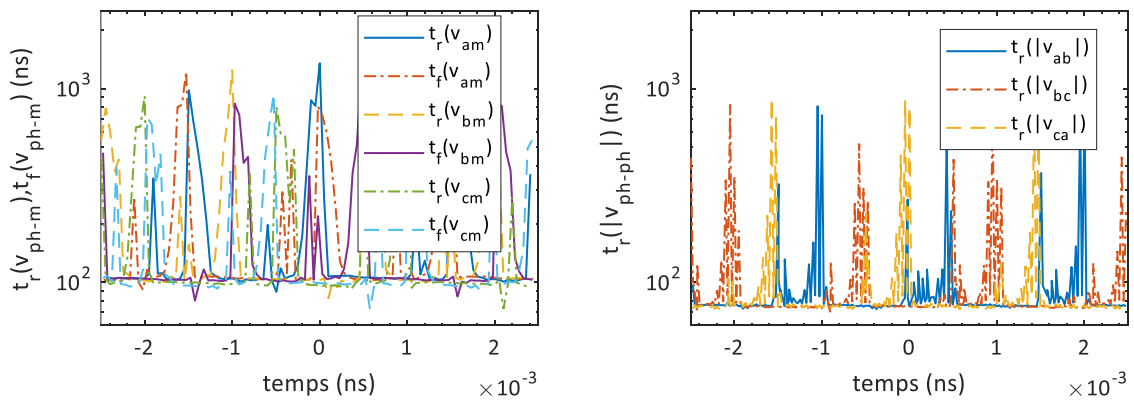 t_r(v_ph-m),t_f(v_ph-m) (ns)
10^3
10^2
-2 -1 0 1 2
temps (ns)
×10^-3
t_r(v_am)
t_f(v_am)
t_r(v_bm)
t_f(v_bm)
t_r(v_cm)
t_f(v_cm)
t_r(|v_ph-ph|) (ns)
10^3
10^2
-2 -1 0 1 2
temps (ns)
×10^-3
t_r(|v_ab|)
t_r(|v_bc|)
t_r(|v_ca|)